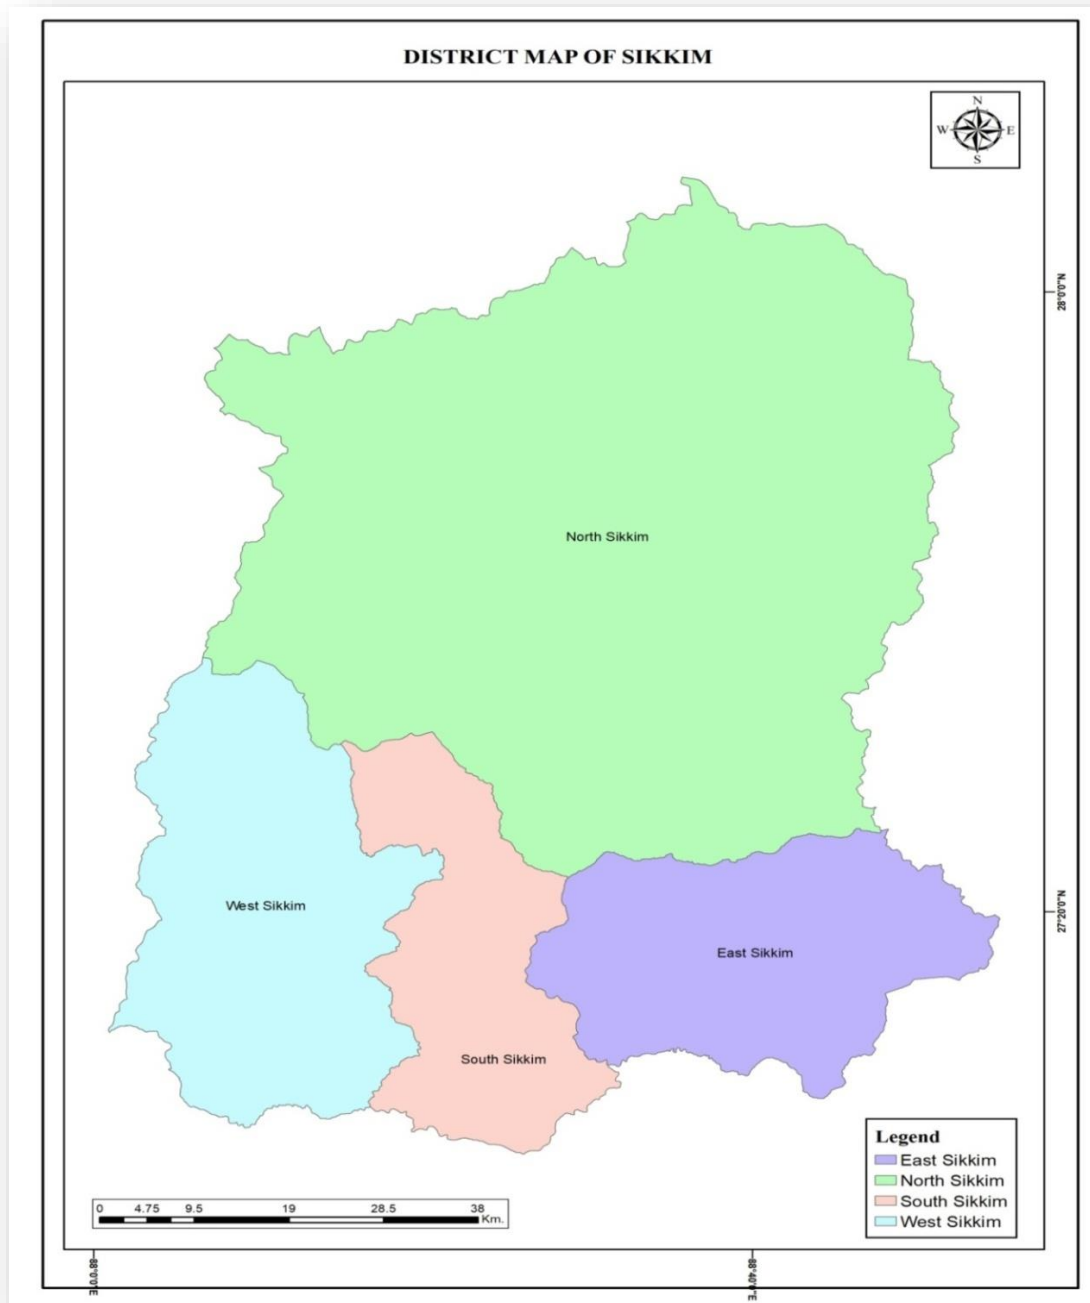 DISTRICT MAP OF SIKKIM
N
W E
S
28°0'0"N
North Sikkim
West Sikkim
27°20'0"N
East Sikkim
South Sikkim
Legend
East Sikkim
North Sikkim
South Sikkim
West Sikkim
0 4.75 9.5 19 28.5 38
Km.
88°0'0"E
88°40'0"E